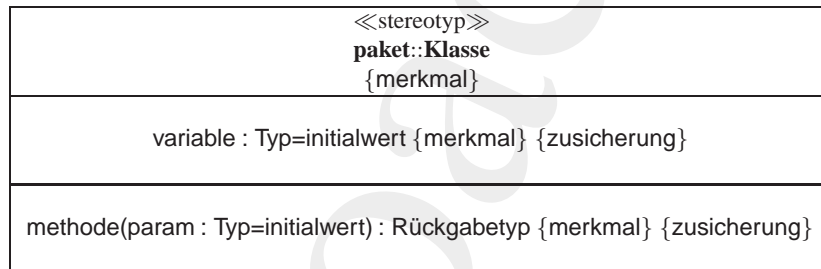 ≪stereotyp≫
paket::Klasse
{merkmal}
variable : Typ=initialwert {merkmal} {zusicherung}
methode(param : Typ=initialwert) : Rückgabetyp {merkmal} {zusicherung}